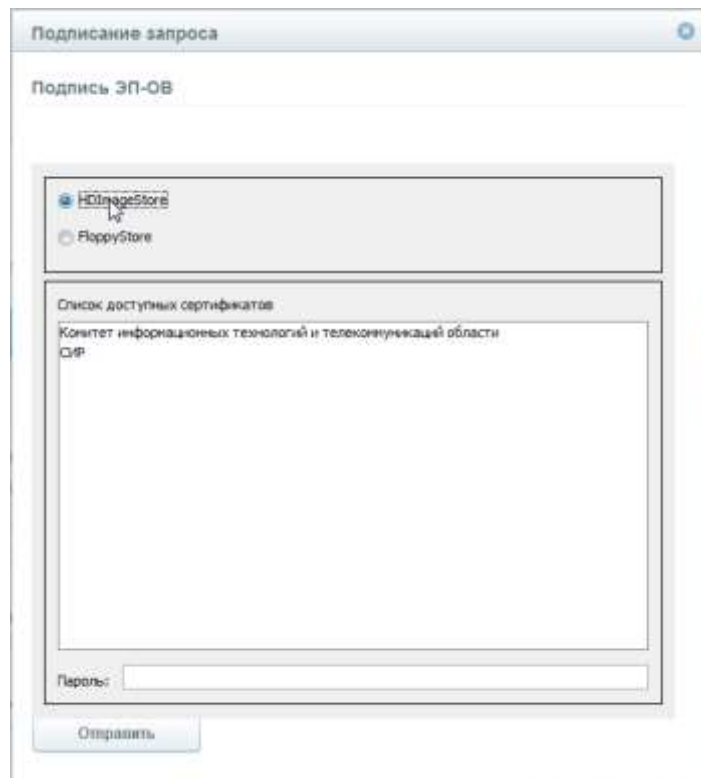 Подписание запроса
Подпись ЭП-ОВ
HDImageStore
FloppyStore
Список доступных сертификатов
Комитет информационных технологий и телекоммуникаций области
СИР
Пароль:
Отправить